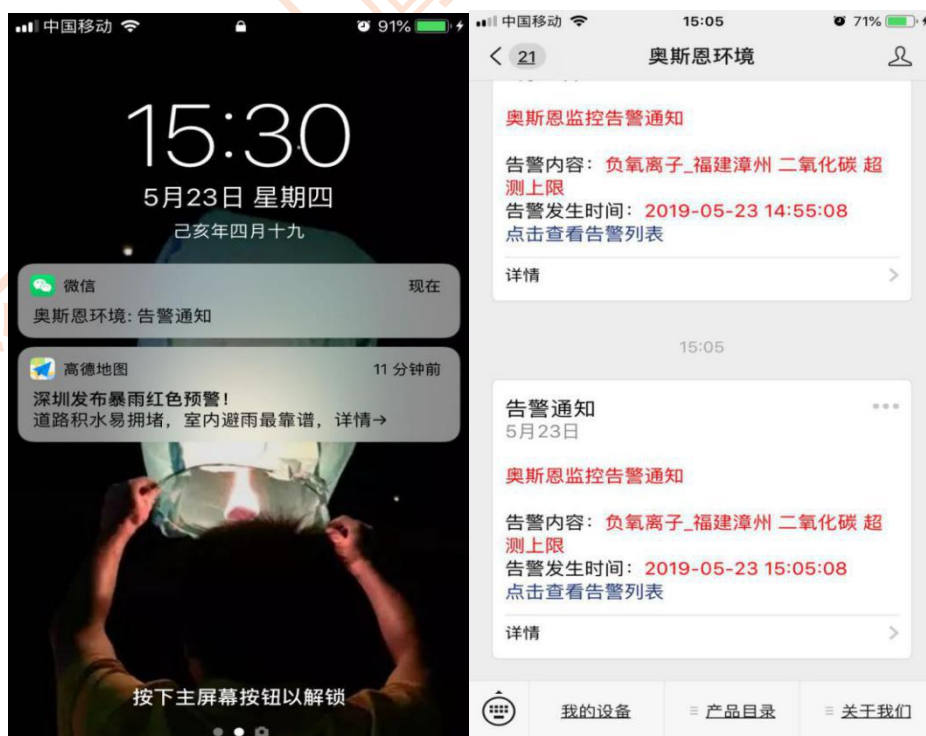 中国移动
91%
15:30
5月23日 星期四
己亥年四月十九
微信
现在
奥斯恩环境: 告警通知
高德地图
11 分钟前
深圳发布暴雨红色预警！
道路积水易拥堵，室内避雨最靠谱，详情→
按下主屏幕按钮以解锁
中国移动
15:05
71%
21
奥斯恩环境
奥斯恩监控告警通知
告警内容：负氧离子_福建漳州 二氧化碳 超
测上限
告警发生时间：2019-05-23 14:55:08
点击查看告警列表
详情
15:05
告警通知
5月23日
奥斯恩监控告警通知
告警内容：负氧离子_福建漳州 二氧化碳 超
测上限
告警发生时间：2019-05-23 15:05:08
点击查看告警列表
详情
我的设备
产品目录
关于我们